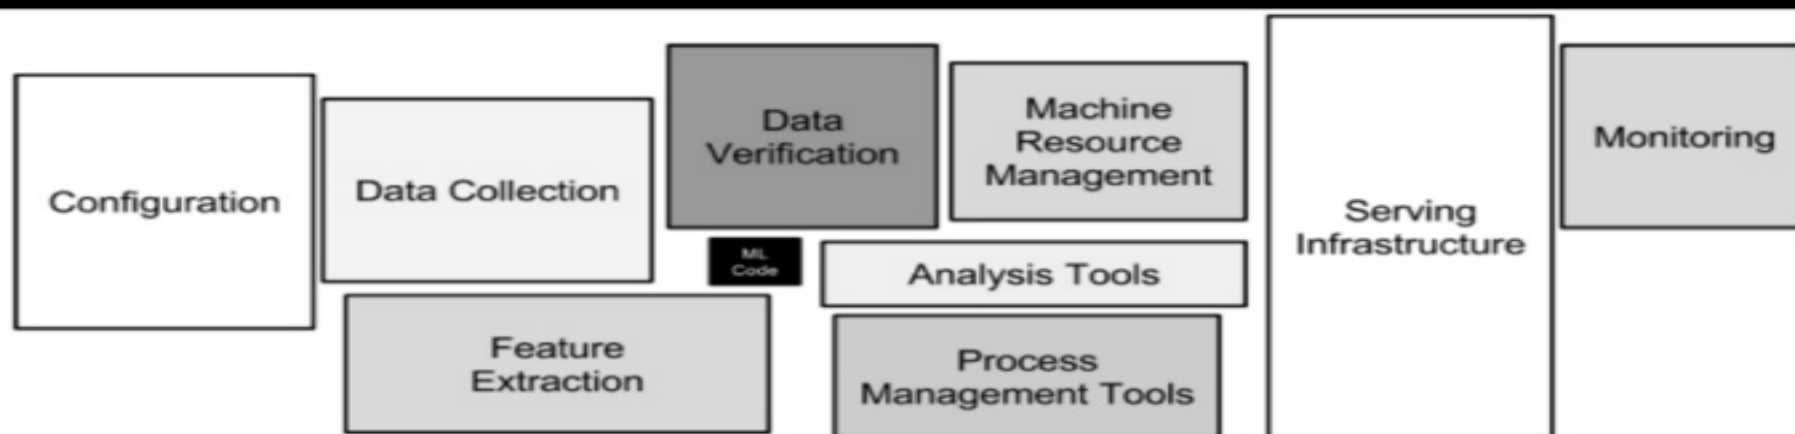 Configuration
Data Collection
Data
Verification
Machine
Resource
Management
Serving
Infrastructure
Monitoring
ML
Code
Analysis Tools
Feature
Extraction
Process
Management Tools